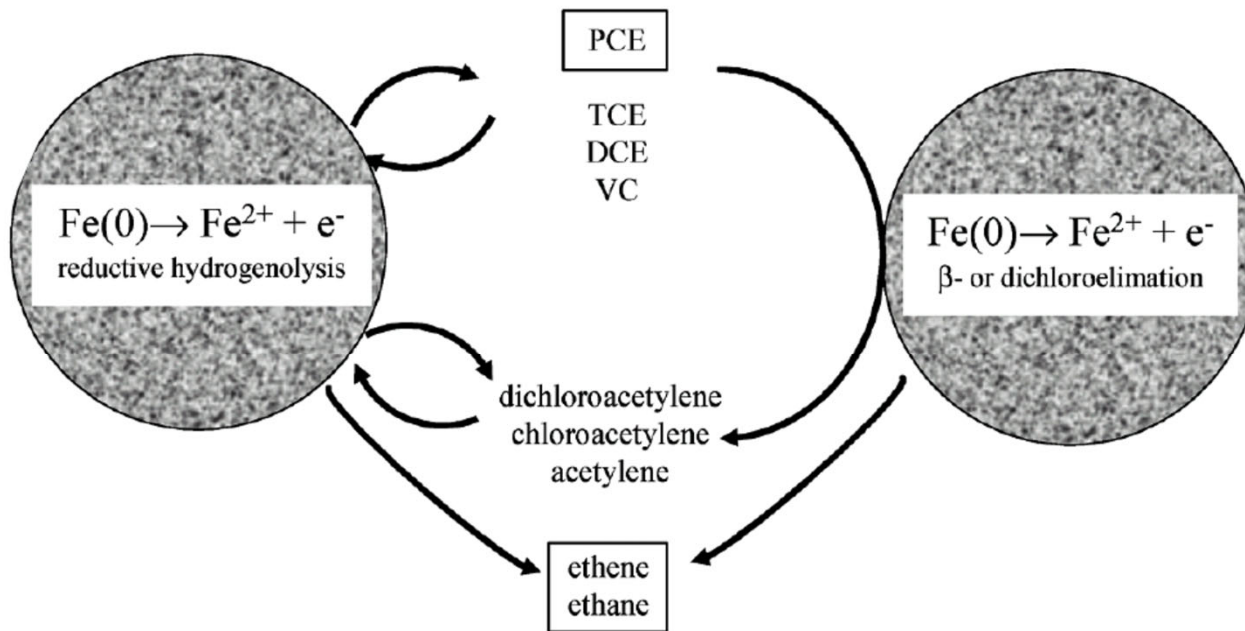 PCE
TCE
DCE
VC
Fe(0)→ Fe²⁺ + e⁻
reductive hydrogenolysis
Fe(0)→ Fe²⁺ + e⁻
β- or dichloroelimation
dichloroacetylene
chloroacetylene
acetylene
ethene
ethane